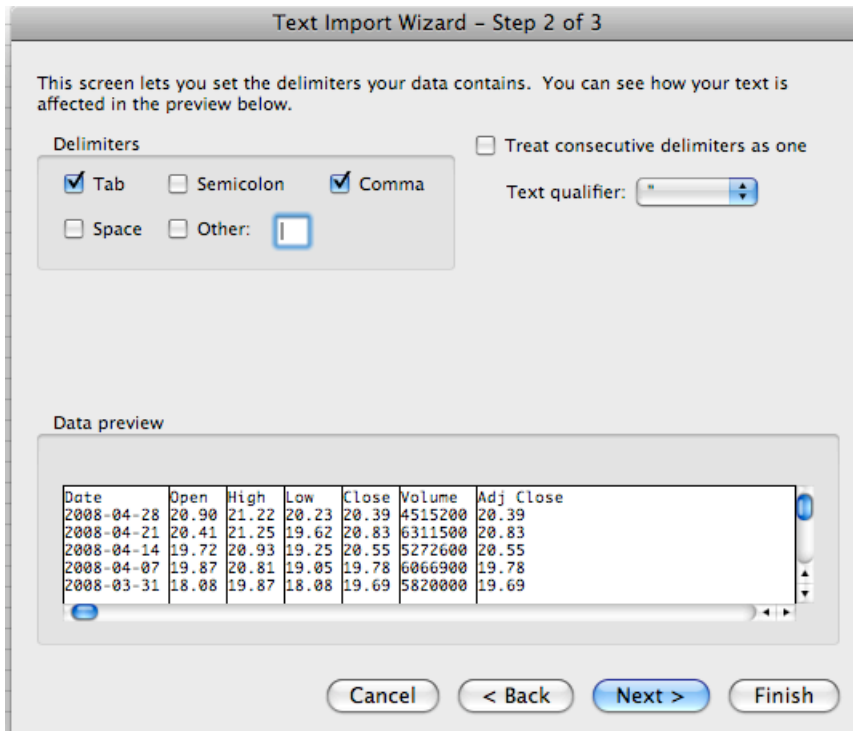 Text Import Wizard – Step 2 of 3
This screen lets you set the delimiters your data contains. You can see how your text is
affected in the preview below.
Delimiters
Treat consecutive delimiters as one
Tab Semicolon Comma
Text qualifier: "
Space Other:
Data preview
Date Open High Low Close Volume Adj Close
2008-04-28 20.90 21.22 20.23 20.39 4515200 20.39
2008-04-21 20.41 21.25 19.62 20.83 6311500 20.83
2008-04-14 19.72 20.93 19.25 20.55 5272600 20.55
2008-04-07 19.87 20.81 19.05 19.78 6066900 19.78
2008-03-31 18.08 19.87 18.08 19.69 5820000 19.69
Cancel < Back Next > Finish